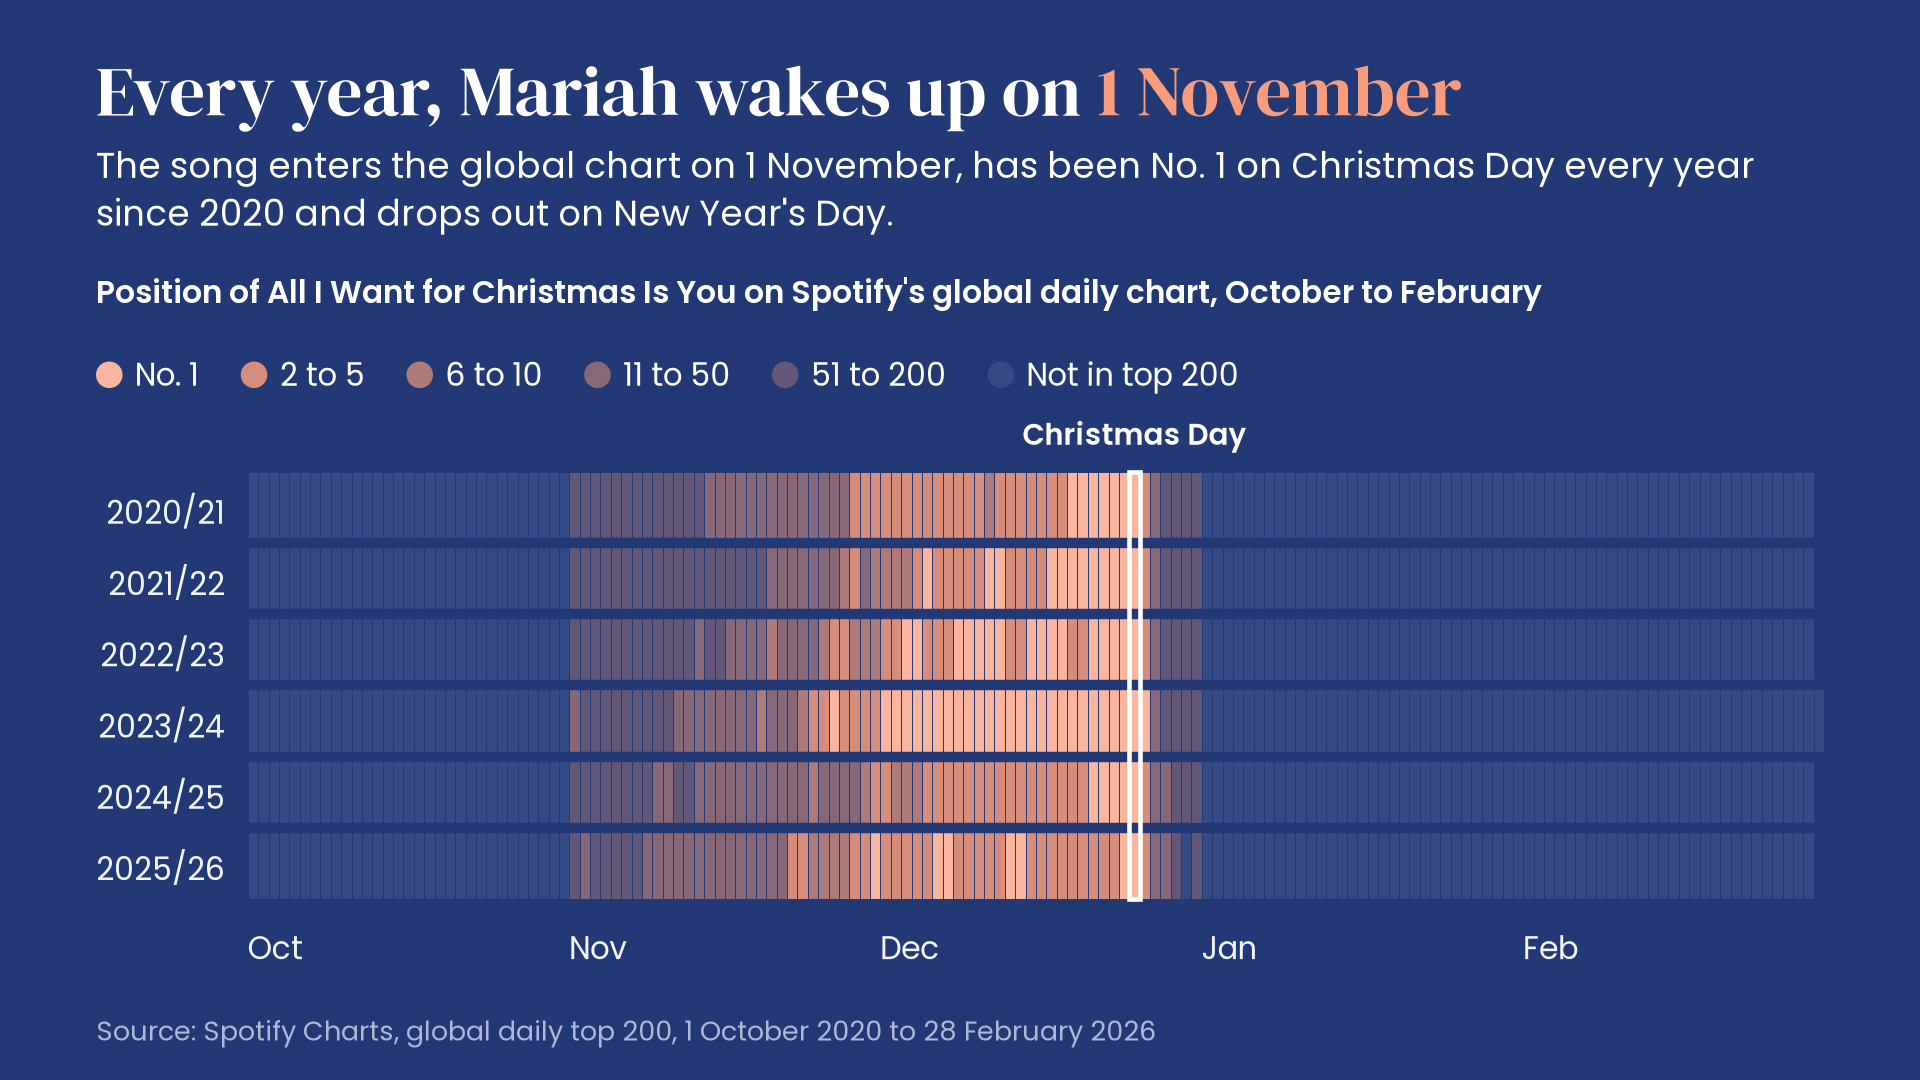 Every year, Mariah wakes up on 1 November
The song enters the global chart on 1 November, has been No. 1 on Christmas Day every year
since 2020 and drops out on New Year's Day.
Position of All I Want for Christmas Is You on Spotify's global daily chart, October to February
No. 1 2 to 5 6 to 10 11 to 50 51 to 200 Not in top 200
Christmas Day
2020/21
2021/22
2022/23
2023/24
2024/25
2025/26
Oct Nov Dec Jan Feb
Source: Spotify Charts, global daily top 200, 1 October 2020 to 28 February 2026